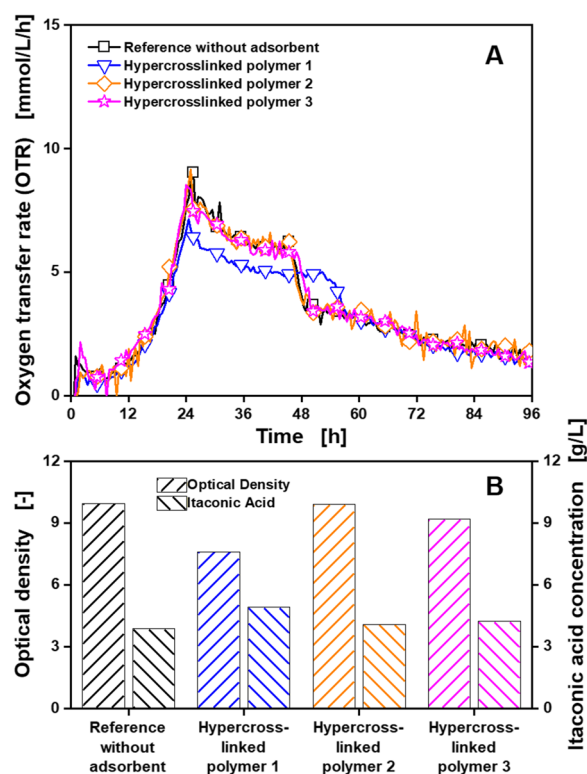 Reference without adsorbent
Hypercrosslinked polymer 1
Hypercrosslinked polymer 2
Hypercrosslinked polymer 3
A
Oxygen transfer rate (OTR) [mmol/L/h]
15
10
5
0
0 12 24 36 48 60 72 84 96
Time [h]
Optical Density
Itaconic Acid
B
Optical density [-]
12
9
6
3
0
12
9
6
3
0
Itaconic acid concentration [g/L]
Reference
without
adsorbent
Hypercross-
linked
polymer 1
Hypercross-
linked
polymer 2
Hypercross-
linked
polymer 3